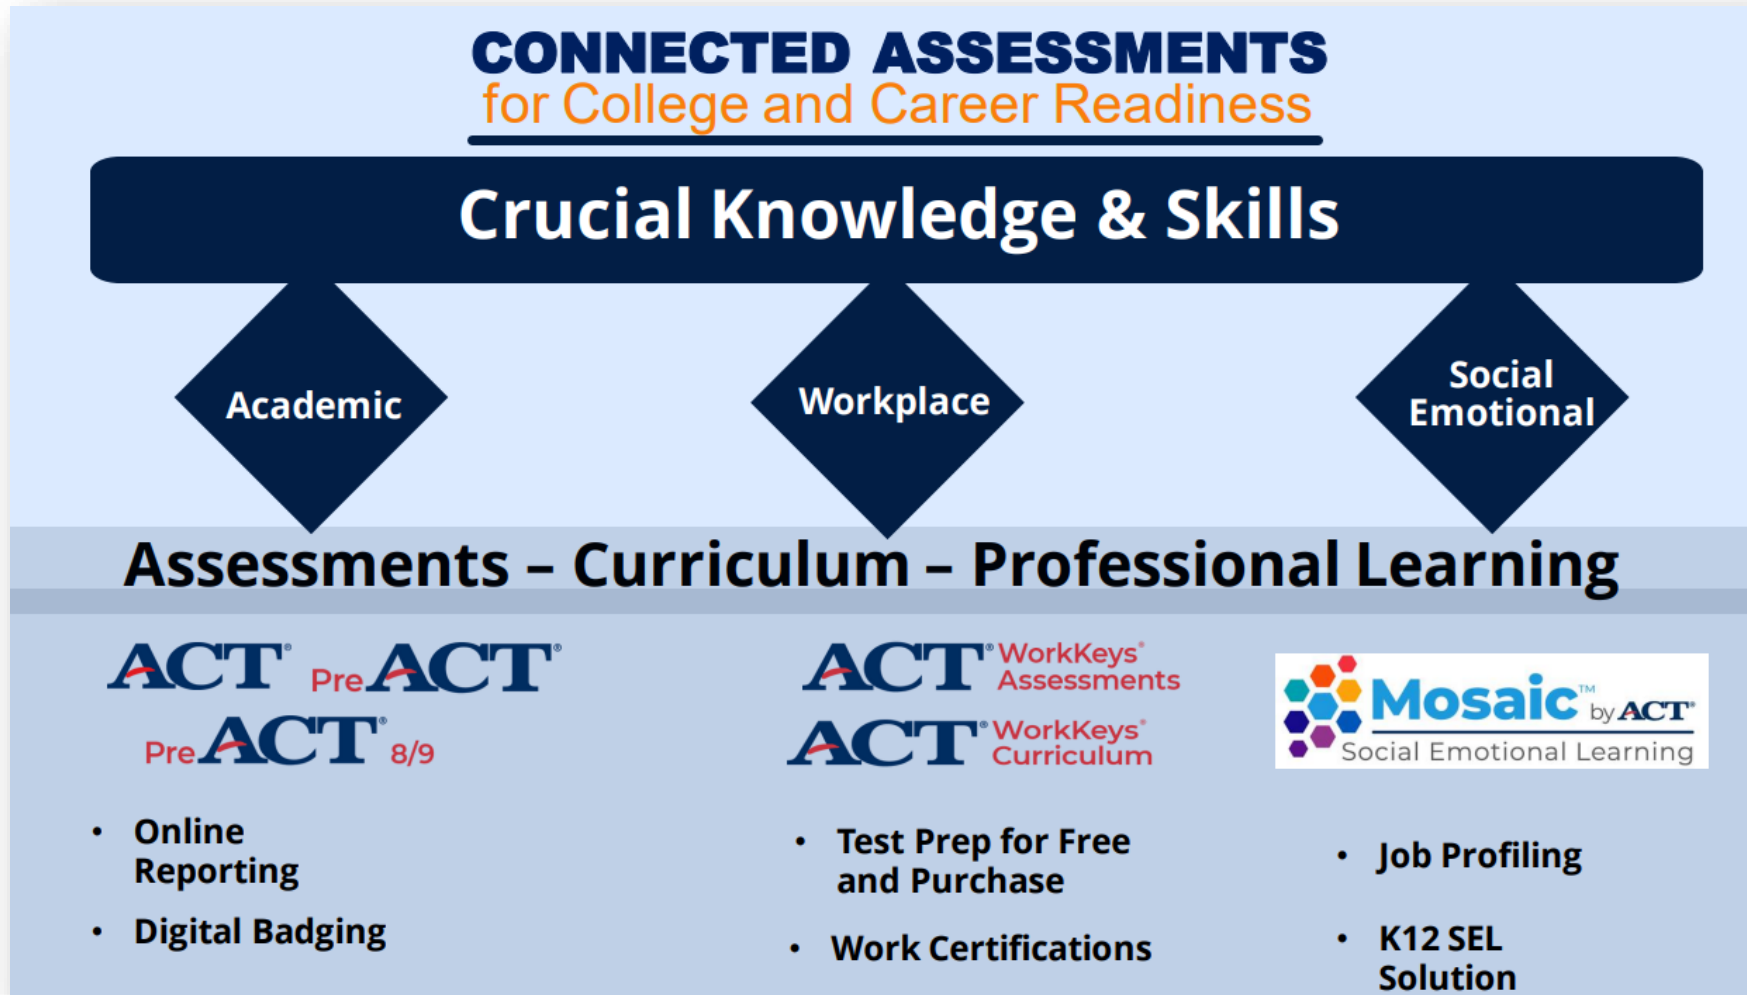 CONNECTED ASSESSMENTS
for College and Career Readiness
Crucial Knowledge & Skills
Academic
Workplace
Social
Emotional
Assessments – Curriculum – Professional Learning
ACT® PreACT®
PreACT® 8/9
ACT® WorkKeys®
Assessments
ACT® WorkKeys®
Curriculum
Mosaic™ by ACT®
Social Emotional Learning
• Online
Reporting
• Digital Badging
• Test Prep for Free
and Purchase
• Work Certifications
• Job Profiling
• K12 SEL
Solution